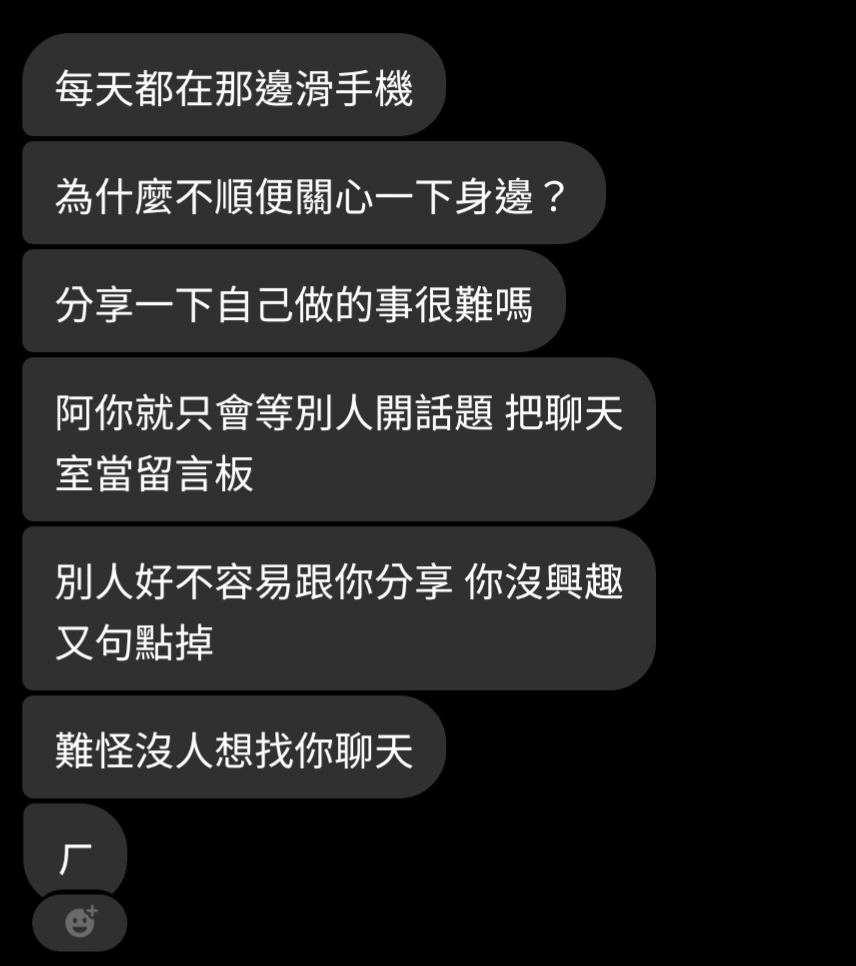 每天都在那邊滑手機
為什麼不順便關心一下身邊？
分享一下自己做的事很難嗎
阿你就只會等別人開話題 把聊天
室當留言板
別人好不容易跟你分享 你沒興趣
又句點掉
難怪沒人想找你聊天
ㄏ